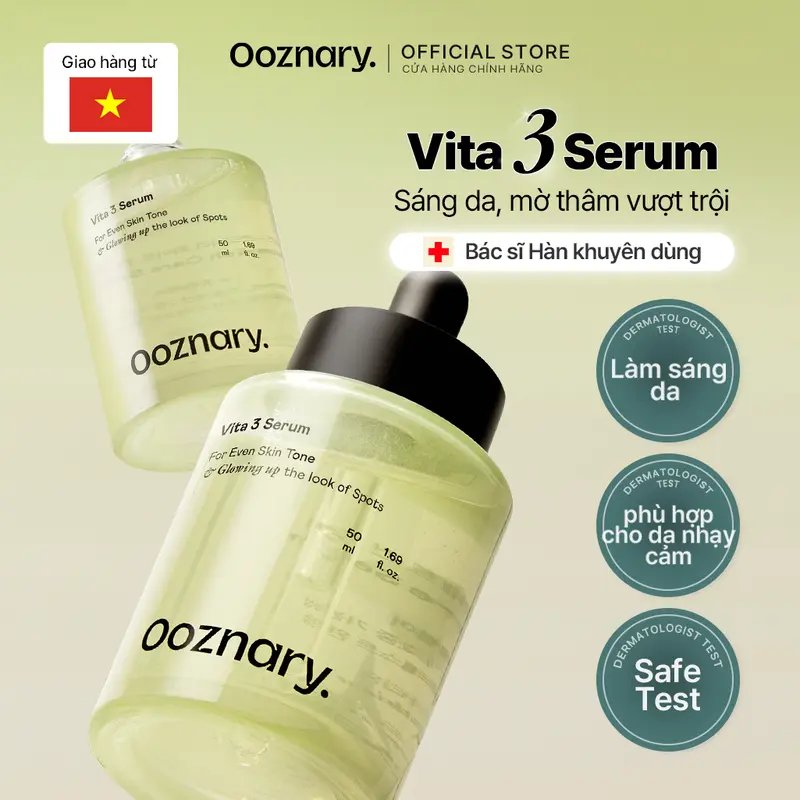 Giao hàng từ
Ooznary. | OFFICIAL STORE
CỬA HÀNG CHÍNH HÃNG
Vita 3 Serum
Sáng da, mờ thâm vượt trội
Bác sĩ Hàn khuyên dùng
Vita 3 Serum
For Even Skin Tone
& Glowing up the look of Spots
50 1.69
ml fl. oz.
Ooznary.
Vita 3 Serum
For Even Skin Tone
& Glowing up the look of Spots
50 1.69
ml fl. oz.
Ooznary.
DERMATOLOGIST
TEST
Làm sáng
da
DERMATOLOGIST
TEST
phù hợp
cho da nhạy
cảm
DERMATOLOGIST TEST
Safe
Test